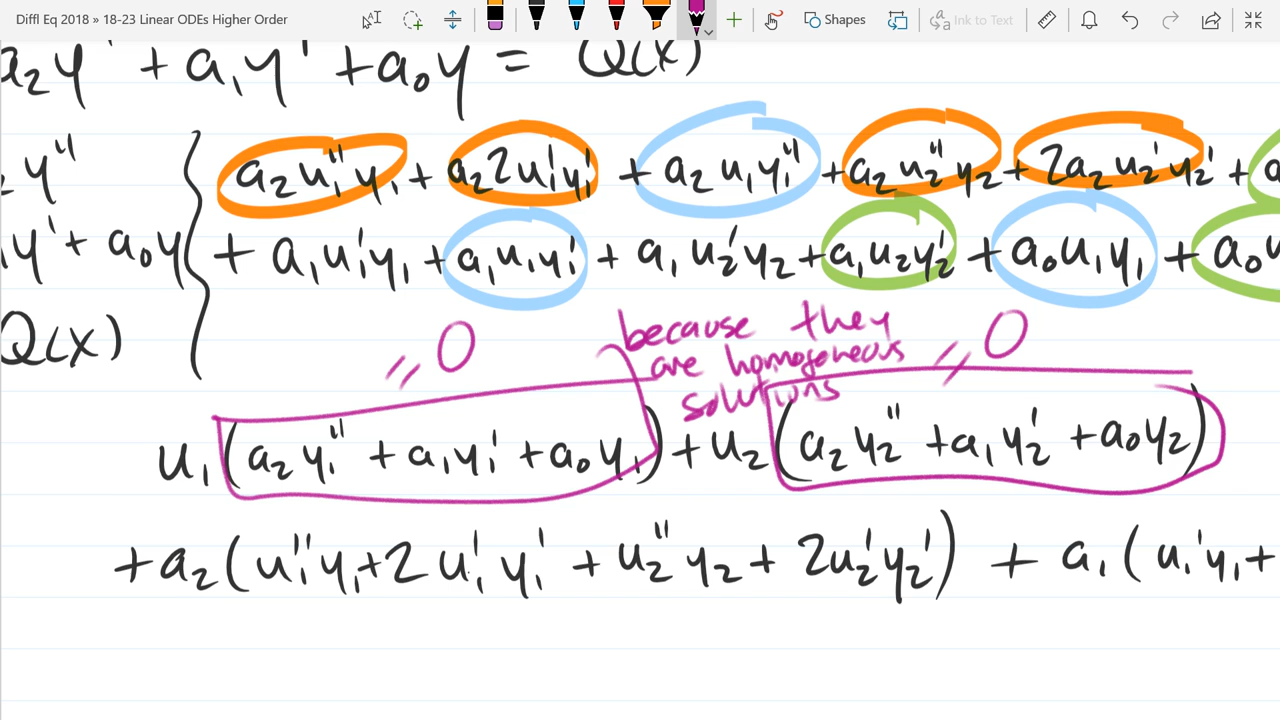 Diffl Eq 2018 » 18-23 Linear ODEs Higher Order
Shapes
Ink to Text
a₂y'' + a₁y' + a₀y = Q(x)
y'' { a₂u₁''y₁ + a₂2u₁'y₁' + a₂u₁y₁'' + a₂u₂''y₂ + 2a₂u₂'y₂' + a
y' + a₀y + a₁u₁'y₁ + a₁u₁y₁' + a₁u₂'y₂ + a₁u₂y₂' + a₀u₁y₁ + a₀u
Q(x)
= 0 because they are homogeneous solutions = 0
u₁(a₂y₁'' + a₁y₁' + a₀y₁) + u₂(a₂y₂'' + a₁y₂' + a₀y₂)
+ a₂(u₁''y₁ + 2u₁'y₁' + u₂''y₂ + 2u₂'y₂') + a₁(u₁'y₁ +